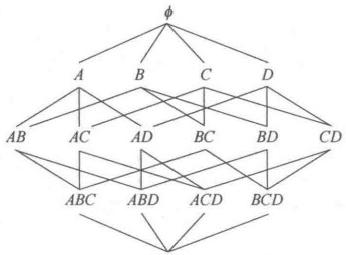 ϕ
A B C D
AB AC AD BC BD CD
ABC ABD ACD BCD